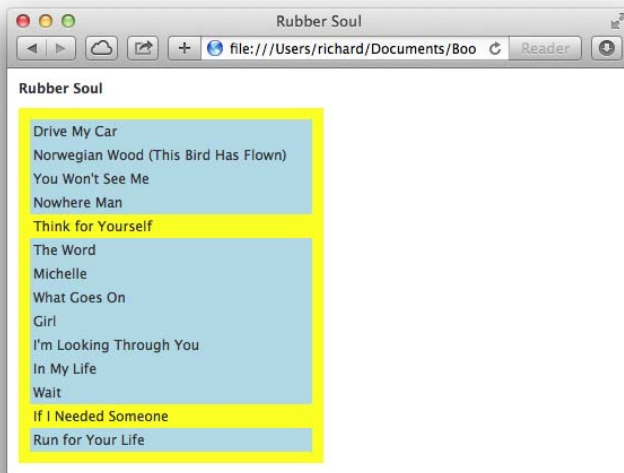 Rubber Soul
file:///Users/richard/Documents/Boo
Reader
Rubber Soul
Drive My Car
Norwegian Wood (This Bird Has Flown)
You Won't See Me
Nowhere Man
Think for Yourself
The Word
Michelle
What Goes On
Girl
I'm Looking Through You
In My Life
Wait
If I Needed Someone
Run for Your Life